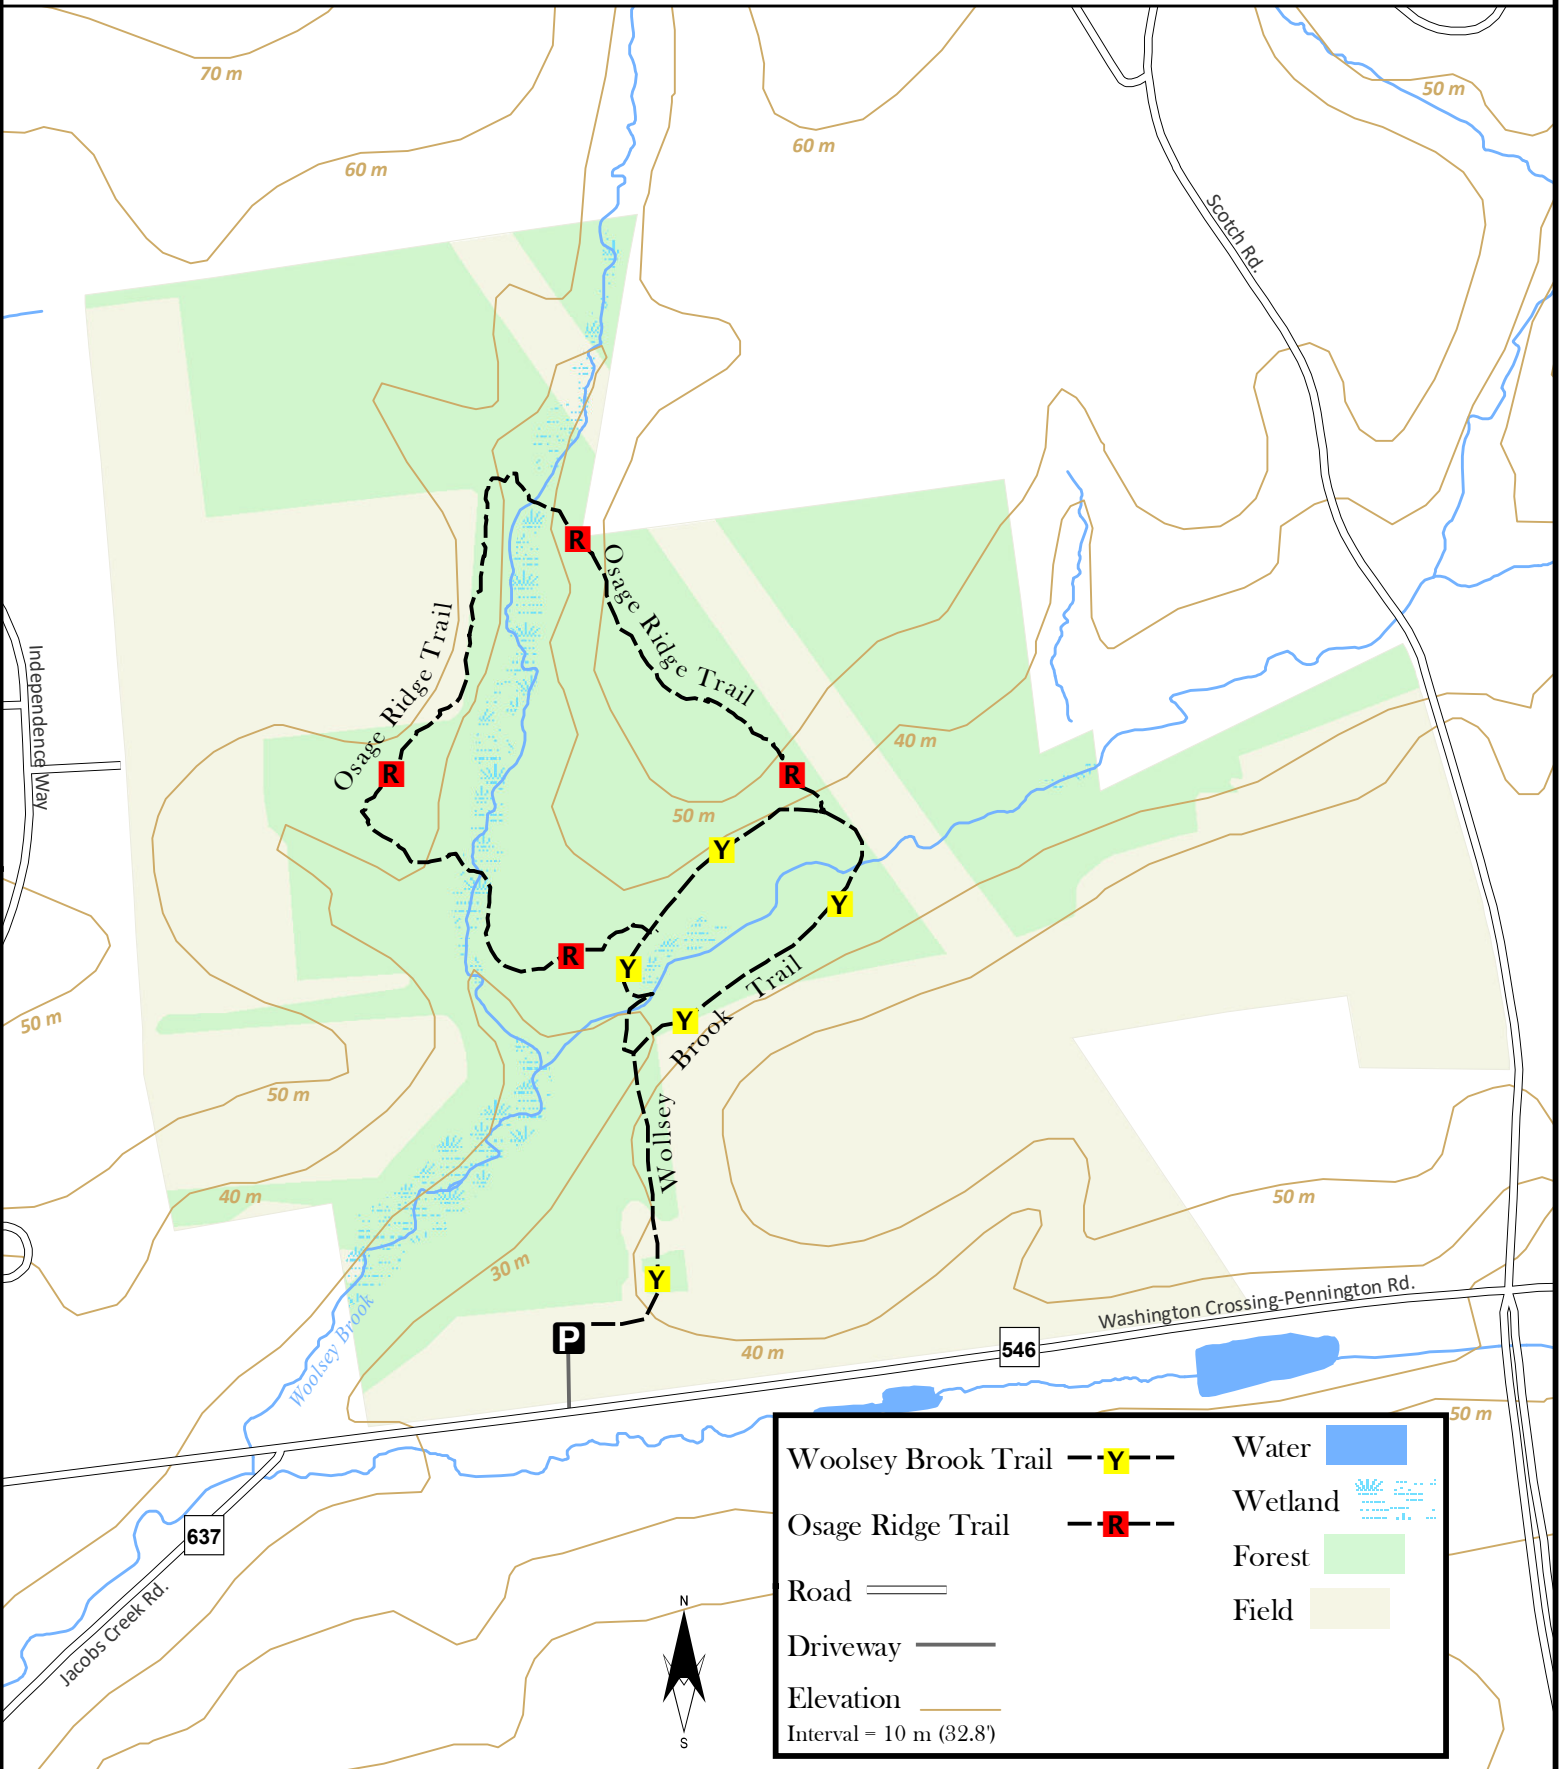 70 m
50 m
60 m
60 m
Scotch Rd.
R
Osage Ridge Trail
Osage Ridge Trail
Independence Way
40 m
R
R
50 m
Y
Y
R
Y
Trail
50 m
Y
Brook
50 m
Wollsey
40 m
50 m
30 m
Y
Woolsey Brook
Washington Crossing-Pennington Rd.
P
546
40 m
50 m
637
Jacobs Creek Rd.
N
S
Woolsey Brook Trail
Y
Osage Ridge Trail
R
Road
Driveway
Elevation
Interval = 10 m (32.8')
Water
Wetland
Forest
Field